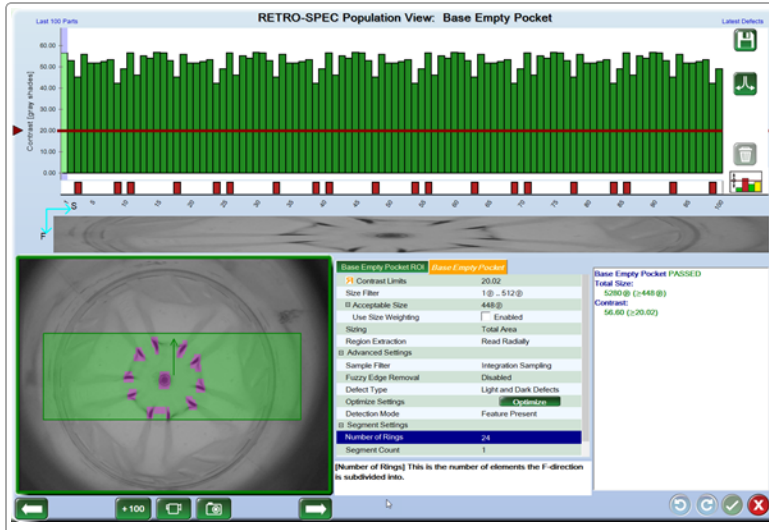 RETRO-SPEC Population View: Base Empty Pocket
Last 100 Parts
Latest Defects
Contrast [gray shades]
60.00
50.00
40.00
30.00
20.00
10.00
0.00
1 5 10 15 20 25 30 35 40 45 50 55 60 65 70 75 80 85 90 95 100
S
F
Base Empty Pocket ROI
Base Empty Pocket
Contrast Limits 20.02
Size Filter 1 .. 512
Acceptable Size 448
Use Size Weighting Enabled
Sizing Total Area
Region Extraction Read Radially
Advanced Settings
Sample Filter Integration Sampling
Fuzzy Edge Removal Disabled
Defect Type Light and Dark Defects
Optimize Settings Optimize
Detection Mode Feature Present
Segment Settings
Number of Rings 24
Segment Count 1
[Number of Rings] This is the number of elements the F-direction
is subdivided into.
Base Empty Pocket PASSED
Total Size:
5280 (≥448)
Contrast:
56.60 (≥20.02)
+100